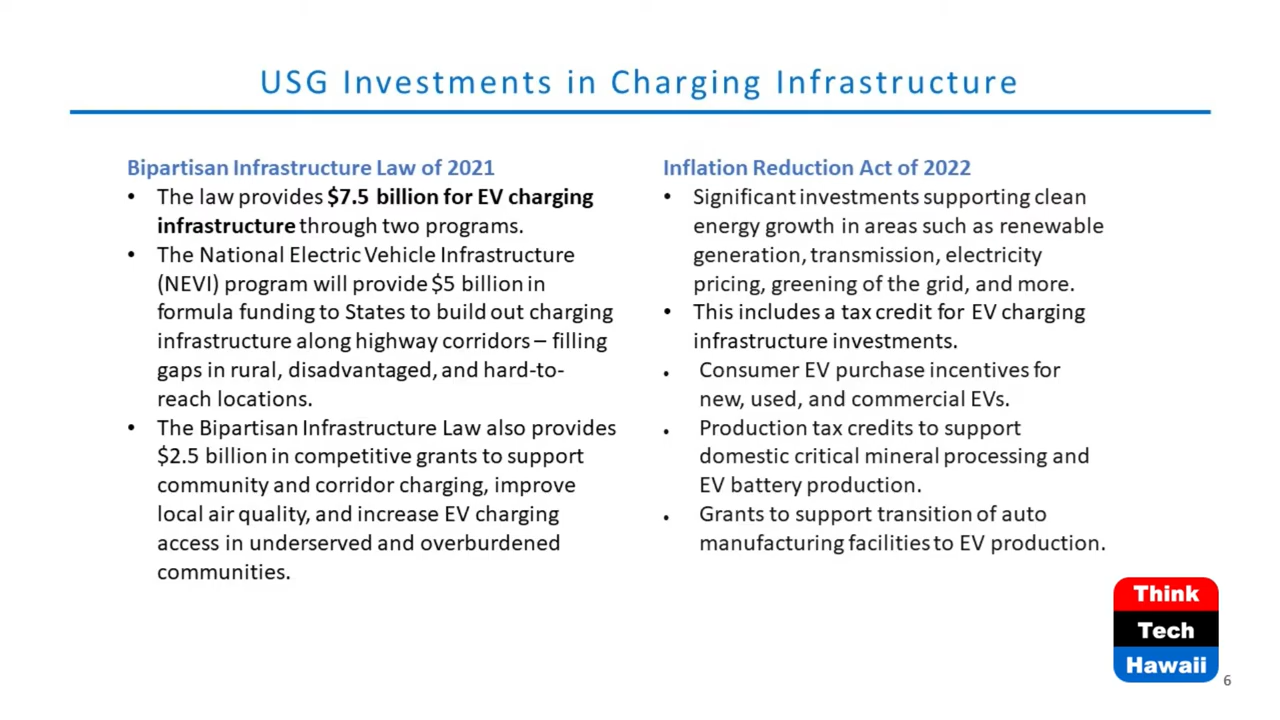 USG Investments in Charging Infrastructure
Bipartisan Infrastructure Law of 2021
• The law provides $7.5 billion for EV charging
infrastructure through two programs.
• The National Electric Vehicle Infrastructure
(NEVI) program will provide $5 billion in
formula funding to States to build out charging
infrastructure along highway corridors – filling
gaps in rural, disadvantaged, and hard-to-
reach locations.
• The Bipartisan Infrastructure Law also provides
$2.5 billion in competitive grants to support
community and corridor charging, improve
local air quality, and increase EV charging
access in underserved and overburdened
communities.
Inflation Reduction Act of 2022
• Significant investments supporting clean
energy growth in areas such as renewable
generation, transmission, electricity
pricing, greening of the grid, and more.
• This includes a tax credit for EV charging
infrastructure investments.
• Consumer EV purchase incentives for
new, used, and commercial EVs.
• Production tax credits to support
domestic critical mineral processing and
EV battery production.
• Grants to support transition of auto
manufacturing facilities to EV production.
Think
Tech
Hawaii
6